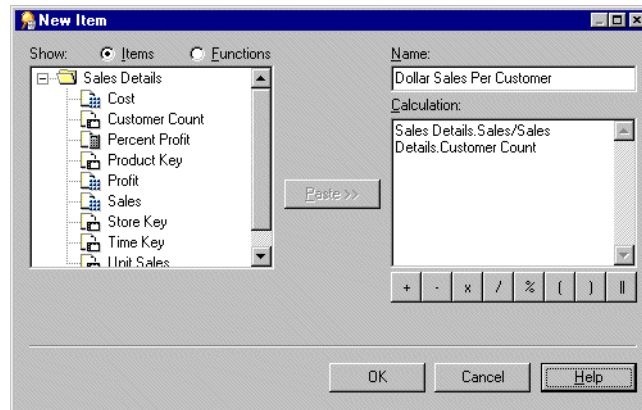 New Item
Show: Items Functions
Sales Details
Cost
Customer Count
Percent Profit
Product Key
Profit
Sales
Store Key
Time Key
Unit Sales
Paste >>
Name:
Dollar Sales Per Customer
Calculation:
Sales Details.Sales/Sales
Details.Customer Count
+ - x / % ( ) ||
OK Cancel Help